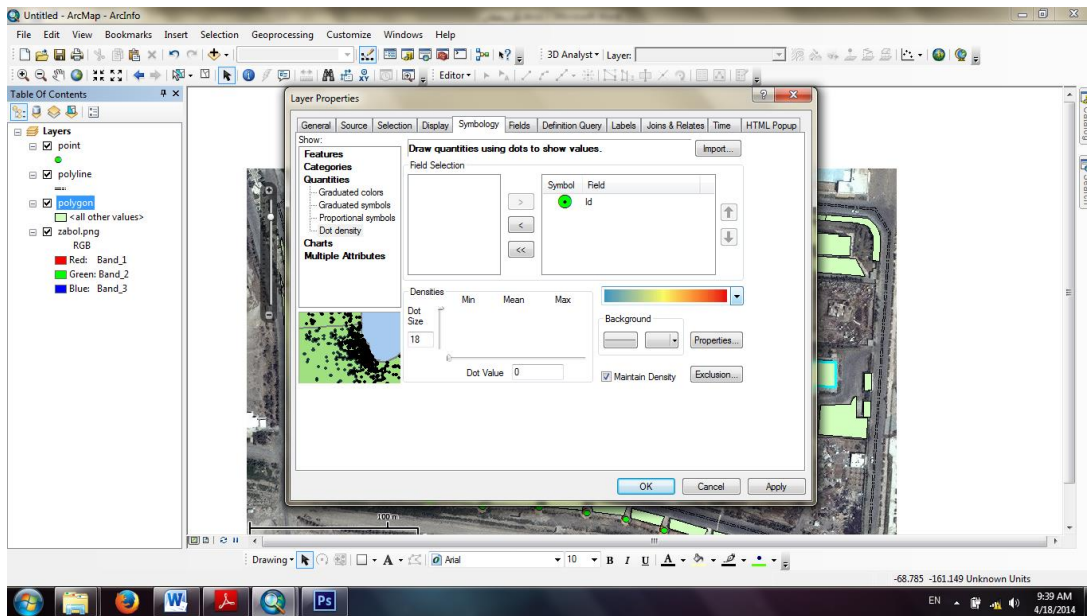 Untitled - ArcMap - ArcInfo
File Edit View Bookmarks Insert Selection Geoprocessing Customize Windows Help
3D Analyst Layer:
Editor
Table Of Contents
Layers
point
polyline
polygon
<all other values>
zabol.png
RGB
Red: Band_1
Green: Band_2
Blue: Band_3
Layer Properties
General Source Selection Display Symbology Fields Definition Query Labels Joins & Relates Time HTML Popup
Show:
Features
Categories
Quantities
Graduated colors
Graduated symbols
Proportional symbols
Dot density
Charts
Multiple Attributes
Draw quantities using dots to show values.
Import...
Field Selection
Symbol Field
Id
>
<
<<
Densities
Min Mean Max
Dot Size
18
Dot Value 0
Background
Properties...
Maintain Density
Exclusion...
OK Cancel Apply
100 m
Catalog
Search
Drawing A Arial 10 B I U A
-68.785 -161.149 Unknown Units
W Ps
EN 9:39 AM
4/18/2014